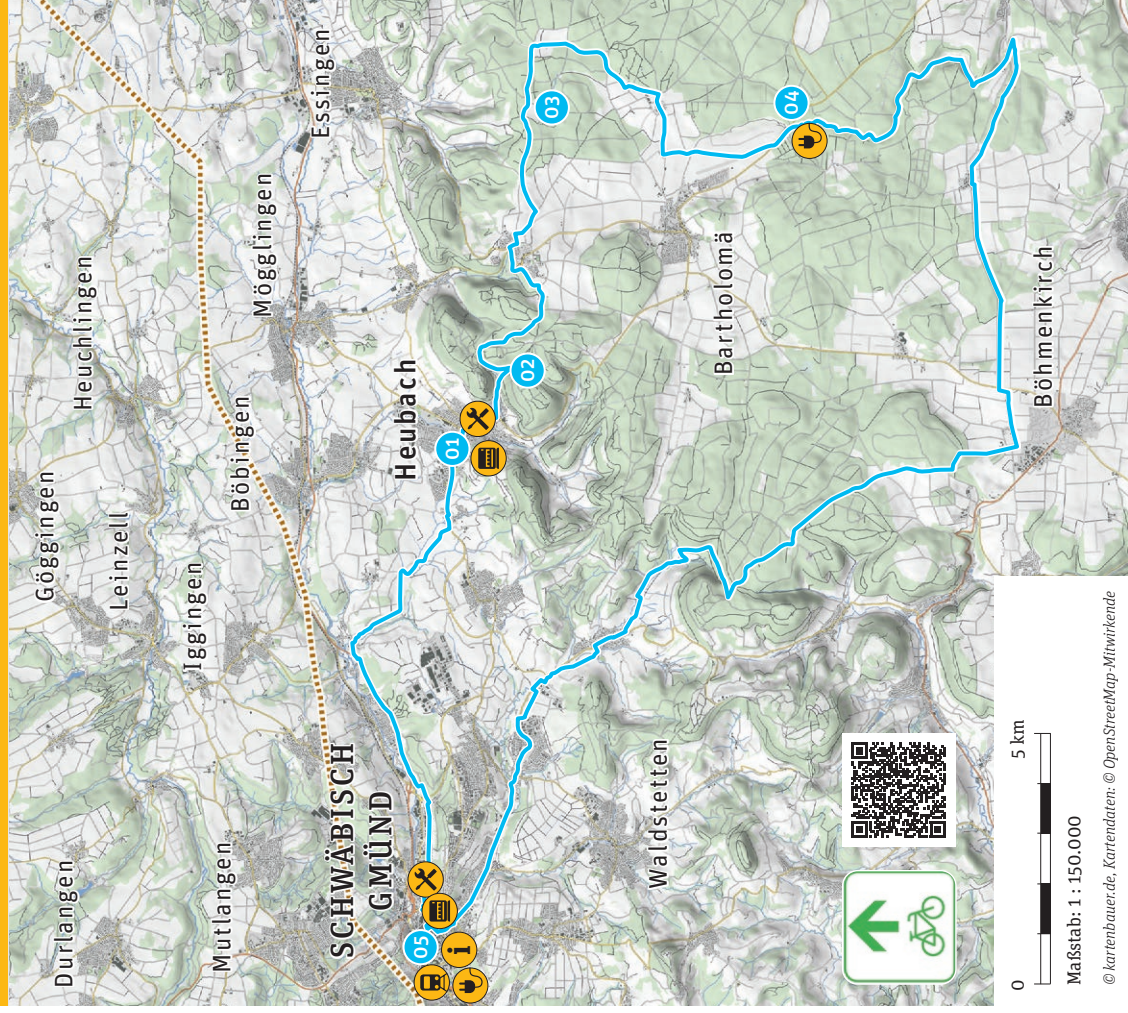 Durlangen
Mutlangen
SCHWÄBISCH
GMÜND
Göggingen
Leinzell
Iggingen
Heuchlingen
Böbingen
Mögglingen
Essingen
Heubach
01
02
03
04
05
i
Waldstetten
Bartholomä
Böhmenkirch
0
5 km
Maßstab: 1 : 150.000
© kartenbauer.de, Kartendaten: © OpenStreetMap-Mitwirkende